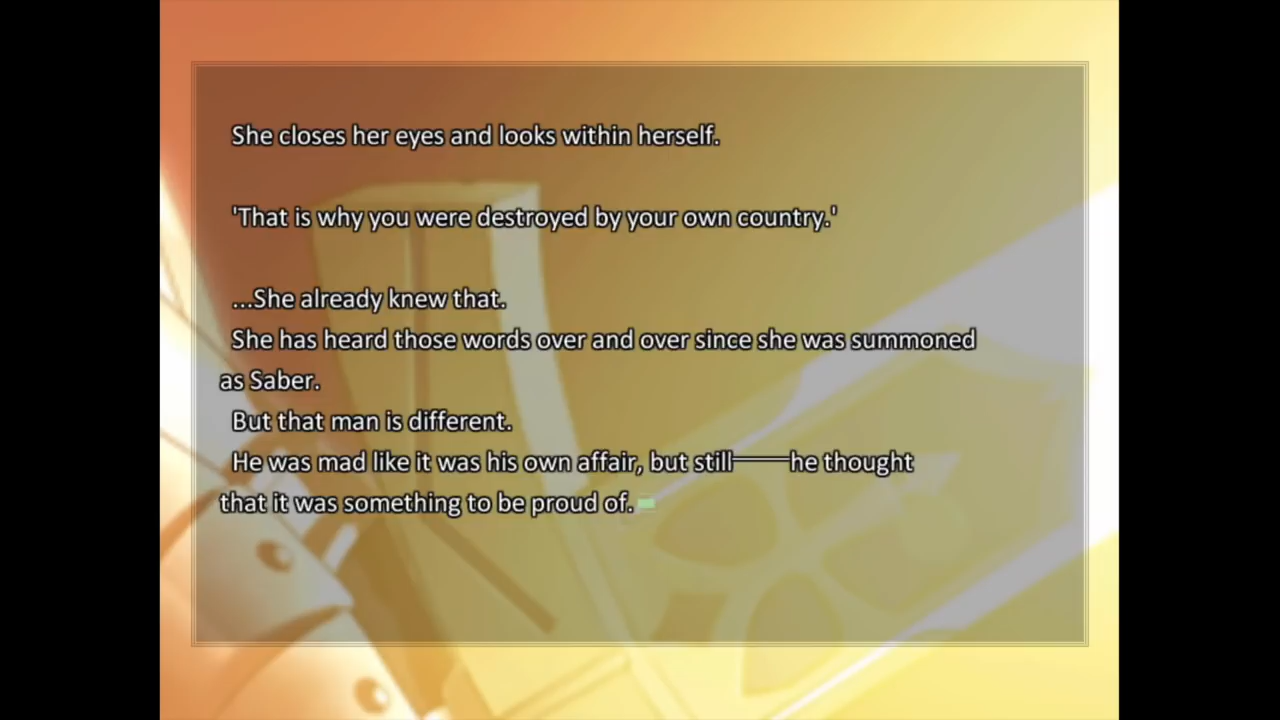 She closes her eyes and looks within herself.
'That is why you were destroyed by your own country.'
...She already knew that.
She has heard those words over and over since she was summoned
as Saber.
But that man is different.
He was mad like it was his own affair, but still――he thought
that it was something to be proud of.